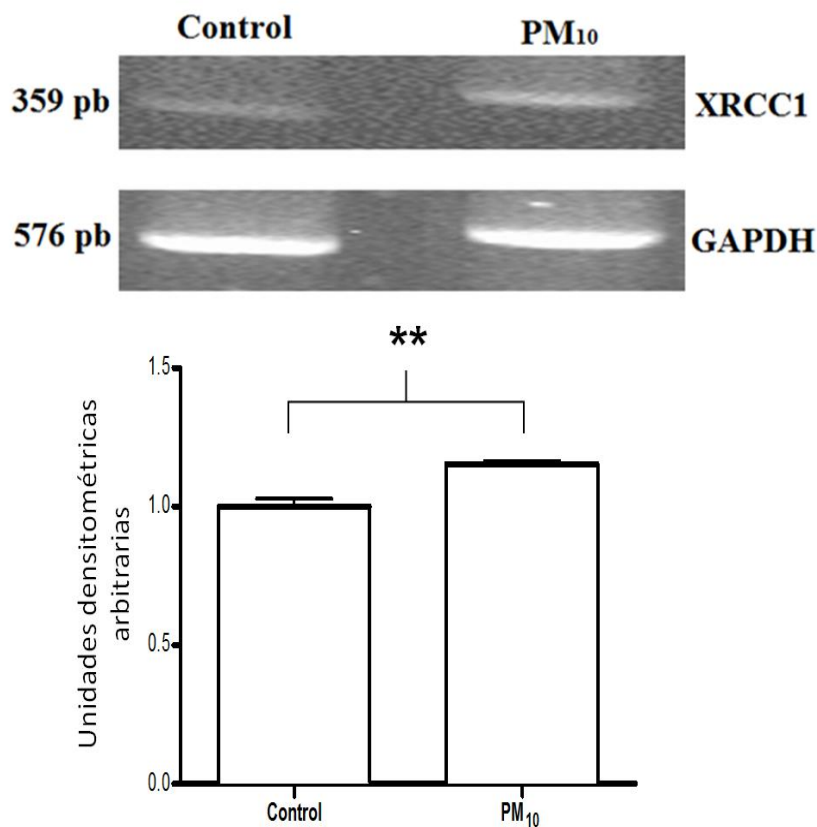 Control
PM10
359 pb
XRCC1
576 pb
GAPDH
**
1.5
1.0
0.5
0.0
Unidades densitométricas
arbitrarias
Control
PM10